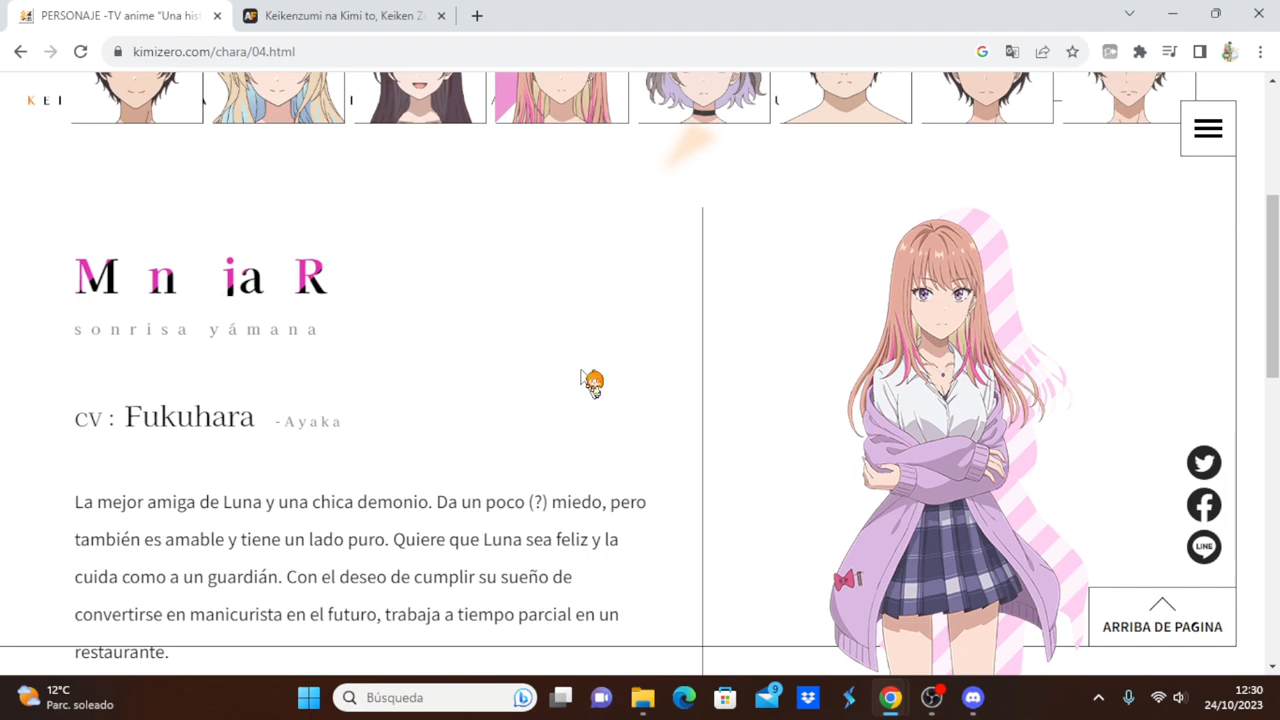 PERSONAJE -TV anime “Una hist
Keikenzumi na Kimi to, Keiken Z
kimizero.com/chara/04.html
K E I
M n ja R
sonrisa yámana
CV : Fukuhara -Ayaka
La mejor amiga de Luna y una chica demonio. Da un poco (?) miedo, pero
también es amable y tiene un lado puro. Quiere que Luna sea feliz y la
cuida como a un guardián. Con el deseo de cumplir su sueño de
convertirse en manicurista en el futuro, trabaja a tiempo parcial en un
restaurante.
LINE
ARRIBA DE PAGINA
12°C
Parc. soleado
Búsqueda
9
12:30
24/10/2023